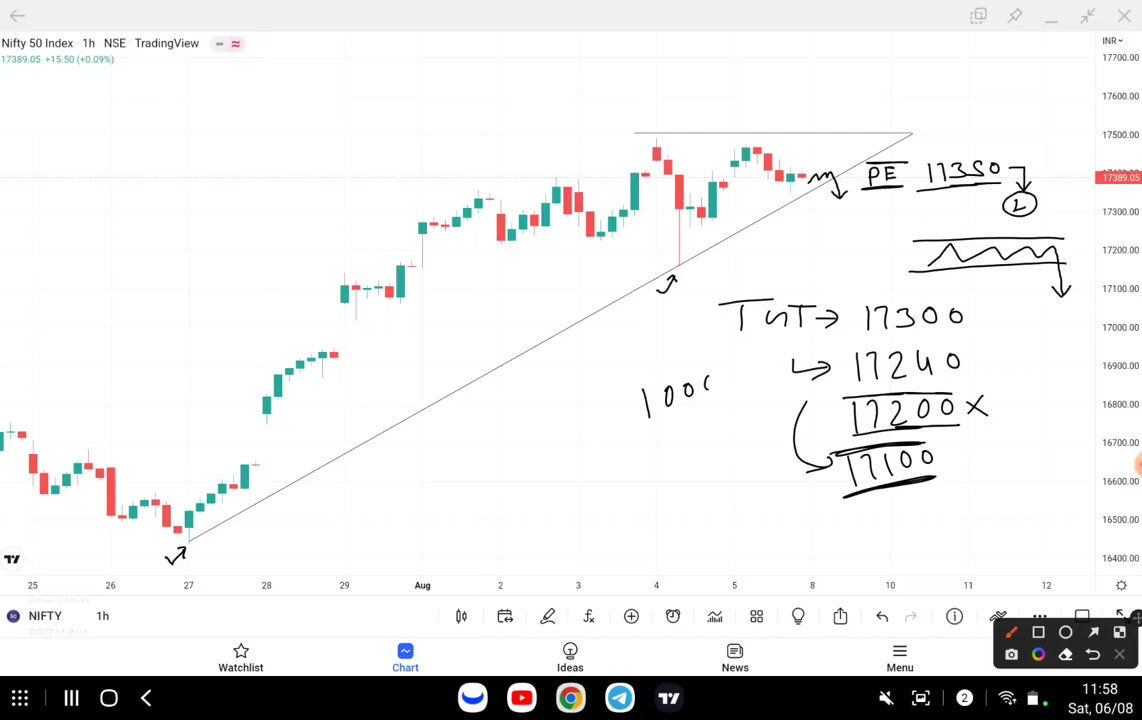 Nifty 50 Index 1h NSE TradingView
INR
17389.05 +15.50 (+0.09%)
17700.00
17600.00
17500.00
PE 17350
17389.05
17300.00
17200.00
17100.00
TGT → 17300
17000.00
17240
16900.00
1000
16800.00
17200 X
16700.00
17100
16600.00
16500.00
16400.00
25 26 27 28 29 Aug 2 3 4 5 8 10 11 12
NIFTY 1h
Watchlist Chart Ideas News Menu
2
11:58
Sat, 06/08